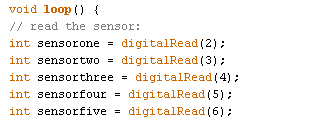 void loop() {
// read the sensor:
int sensorone = digitalRead(2);
int sensortwo = digitalRead(3);
int sensorthree = digitalRead(4);
int sensorfour = digitalRead(5);
int sensorfive = digitalRead(6);